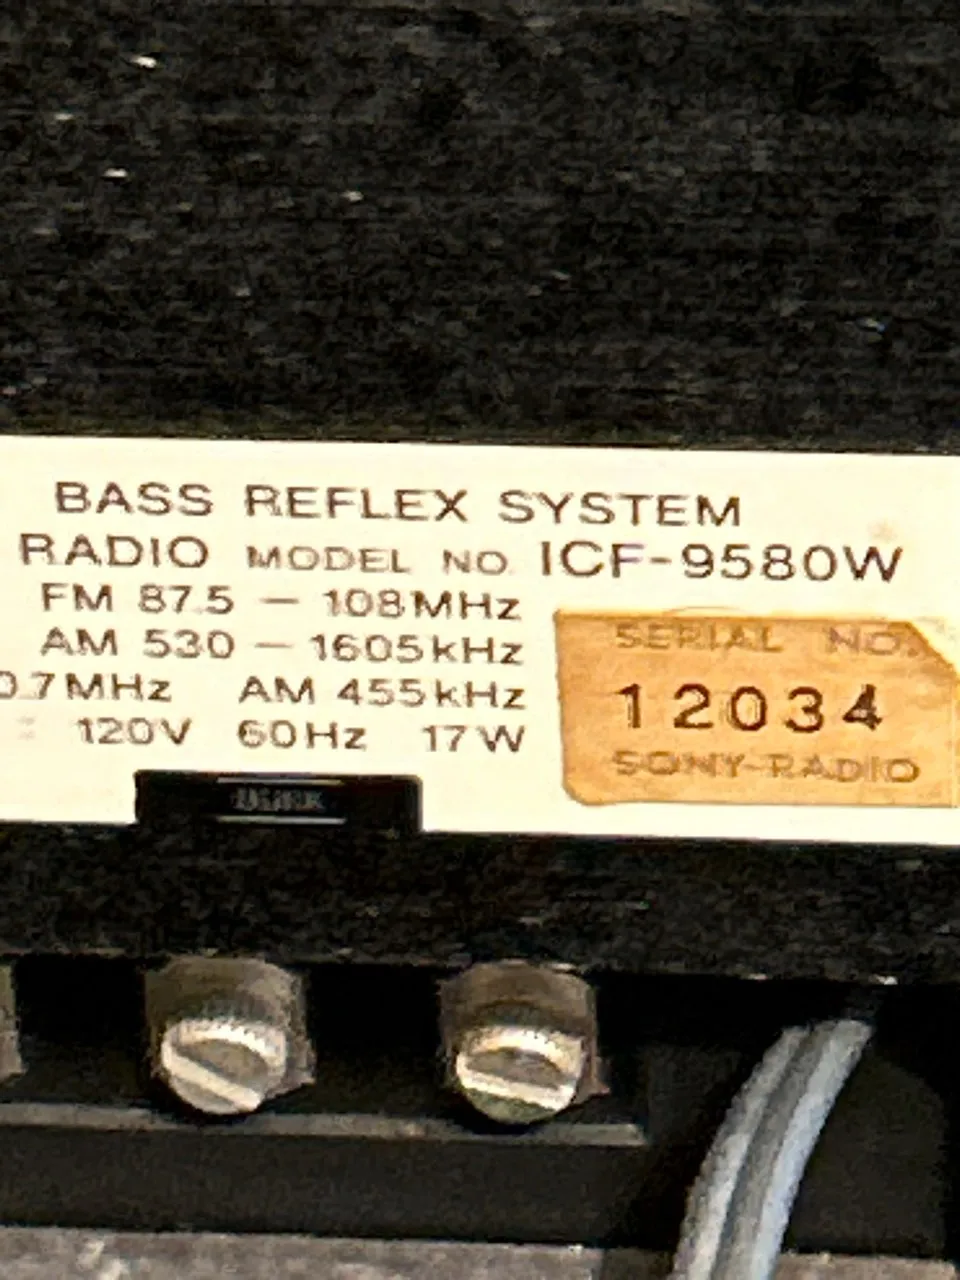 BASS REFLEX SYSTEM
RADIO MODEL NO. ICF-9580W
FM 87.5 — 108MHz
AM 530 — 1605kHz
0.7MHz AM 455kHz
120V 60Hz 17W
SERIAL NO.
12034
SONY-RADIO